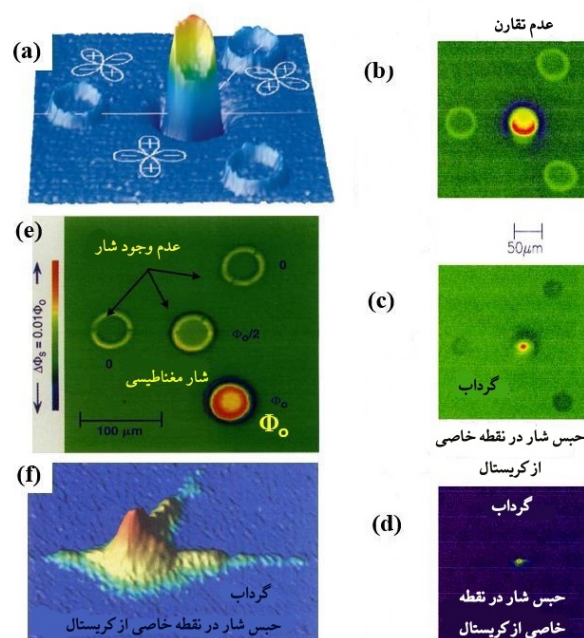 (a)
عدم تقارن
(b)
50μm
(e)
عدم وجود شار
0
Φ₀/2
0
شار مغناطیسی
Φ₀
Φ₀
100 μm
ΔΦs = 0.01Φ₀
(c)
گرداب
حبس شار در نقطه خاصی
از کریستال
(f)
گرداب
حبس شار در نقطه خاصی از کریستال
(d)
گرداب
حبس شار در نقطه
خاصی از کریستال